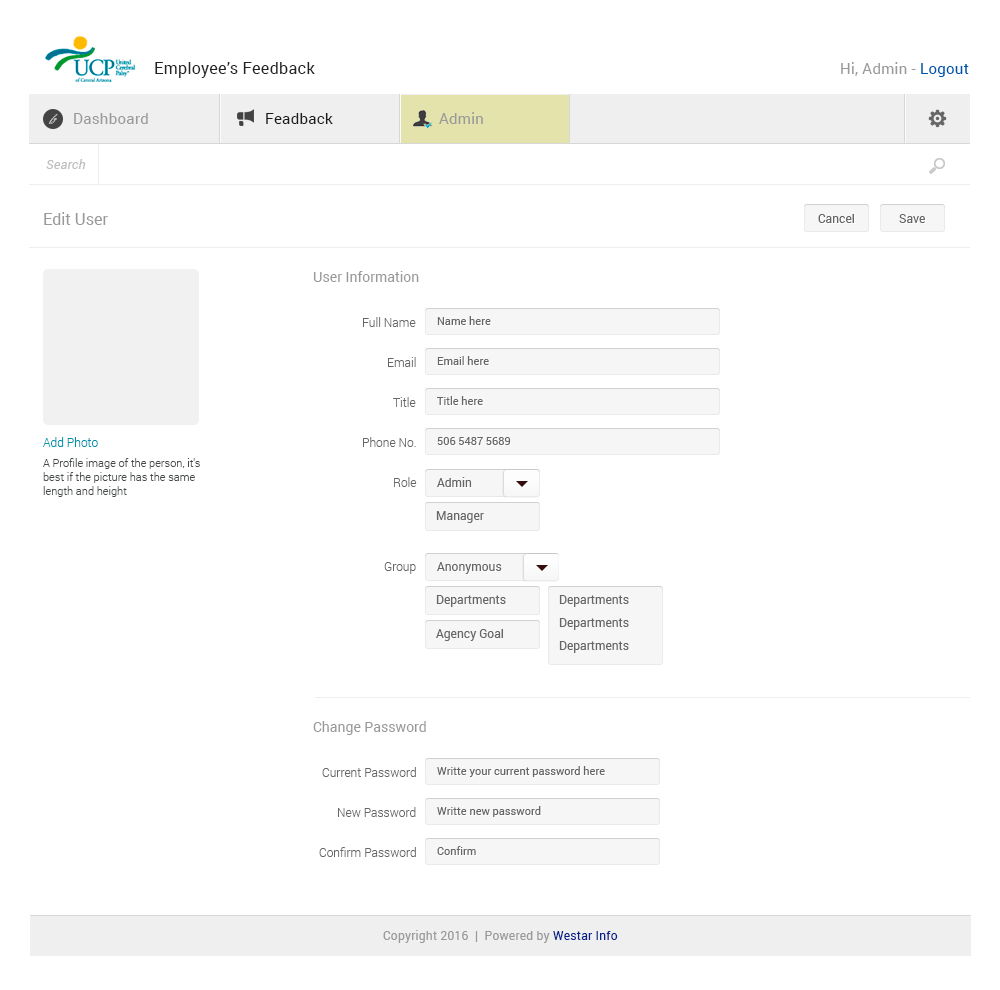 UCP United Cerebral Palsy
of Central Arizona
Employee's Feedback
Hi, Admin - Logout
Dashboard
Feadback
Admin
Search
Edit User
Cancel
Save
Add Photo
A Profile image of the person, it's
best if the picture has the same
length and height
User Information
Full Name
Name here
Email
Email here
Title
Title here
Phone No.
506 5487 5689
Role
Admin
Manager
Group
Anonymous
Departments
Agency Goal
Departments
Departments
Departments
Change Password
Current Password
Writte your current password here
New Password
Writte new password
Confirm Password
Confirm
Copyright 2016 | Powered by Westar Info